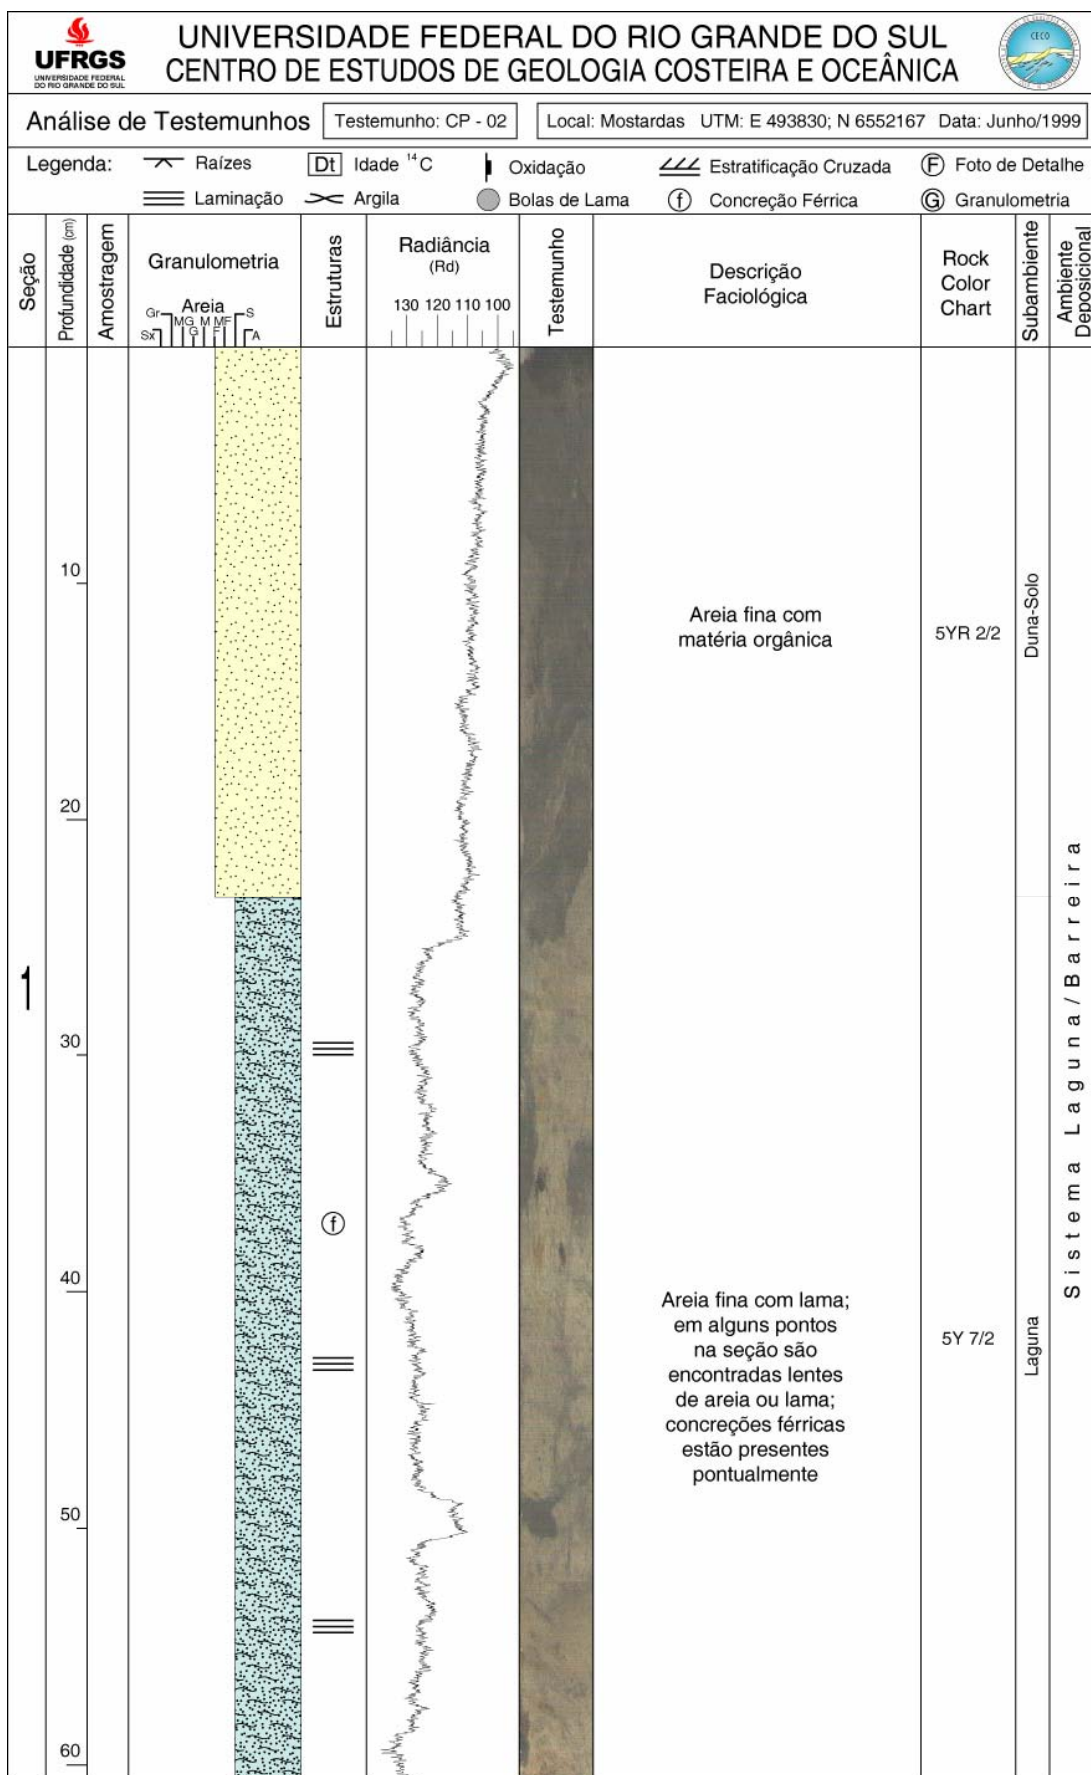 UFRGS
UNIVERSIDADE FEDERAL
DO RIO GRANDE DO SUL
UNIVERSIDADE FEDERAL DO RIO GRANDE DO SUL
CENTRO DE ESTUDOS DE GEOLOGIA COSTEIRA E OCEÂNICA
CECO
Análise de Testemunhos
Testemunho: CP - 02
Local: Mostardas UTM: E 493830; N 6552167 Data: Junho/1999
Legenda:
Raízes
Dt Idade 14C
Oxidação
Estratificação Cruzada
F Foto de Detalhe
Laminação
Argila
Bolas de Lama
f Concreção Férrica
G Granulometria
Seção
Profundidade (cm)
Amostragem
Granulometria
Areia
Gr MG M MF S
Sx G F A
Estruturas
Radiância
(Rd)
130 120 110 100
Testemunho
Descrição
Faciológica
Rock
Color
Chart
Subambiente
Ambiente
Deposicional
10
Areia fina com
matéria orgânica
5YR 2/2
Duna-Solo
20
1
30
f
40
Areia fina com lama;
em alguns pontos
na seção são
encontradas lentes
de areia ou lama;
concreções férricas
estão presentes
pontualmente
5Y 7/2
Laguna
Sistema Laguna/Barreira
50
60